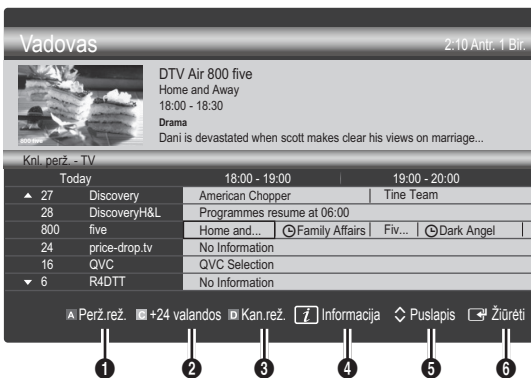 Vadovas 2:10 Antr. 1 Bir.
DTV Air 800 five
Home and Away
18:00 - 18:30
Drama
Dani is devastated when scott makes clear his views on marriage...
800 five
Knl. perž. - TV
Today 18:00 - 19:00 19:00 - 20:00
▲ 27 Discovery American Chopper Tine Team
28 DiscoveryH&L Programmes resume at 06:00
800 five Home and... Family Affairs Fiv... Dark Angel
24 price-drop.tv No Information
16 QVC QVC Selection
▼ 6 R4DTT No Information
A Perž.rež. C +24 valandos D Kan.rež. i Informacija Puslapis Žiūrėti
1 2 3 4 5 6